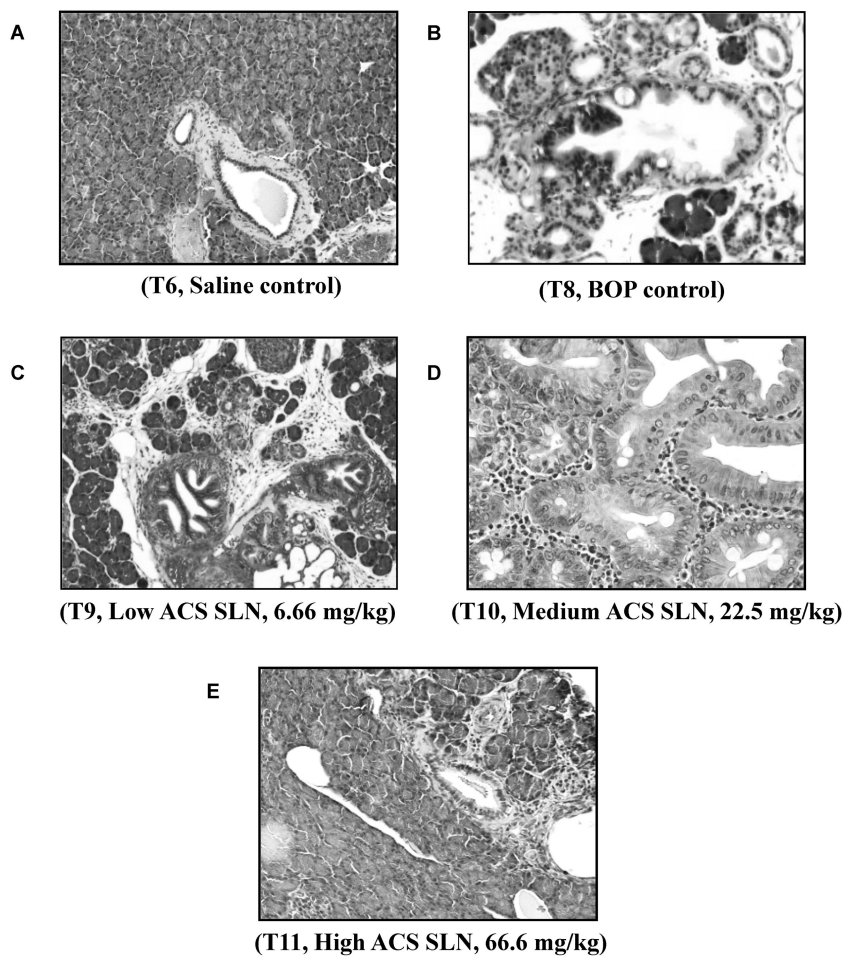 A
B
(T6, Saline control)
(T8, BOP control)
C
D
(T9, Low ACS SLN, 6.66 mg/kg)
(T10, Medium ACS SLN, 22.5 mg/kg)
E
(T11, High ACS SLN, 66.6 mg/kg)